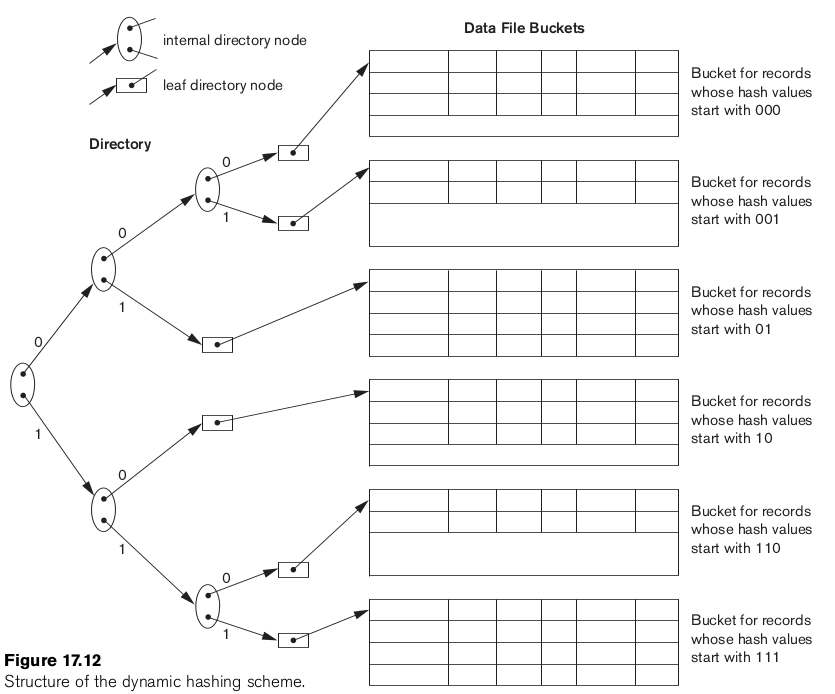 Data File Buckets
internal directory node
leaf directory node
Directory
Bucket for records
whose hash values
start with 000
0
1
Bucket for records
whose hash values
start with 001
0
1
Bucket for records
whose hash values
start with 01
0
1
Bucket for records
whose hash values
start with 10
0
1
Bucket for records
whose hash values
start with 110
0
1
Bucket for records
whose hash values
start with 111
Figure 17.12
Structure of the dynamic hashing scheme.